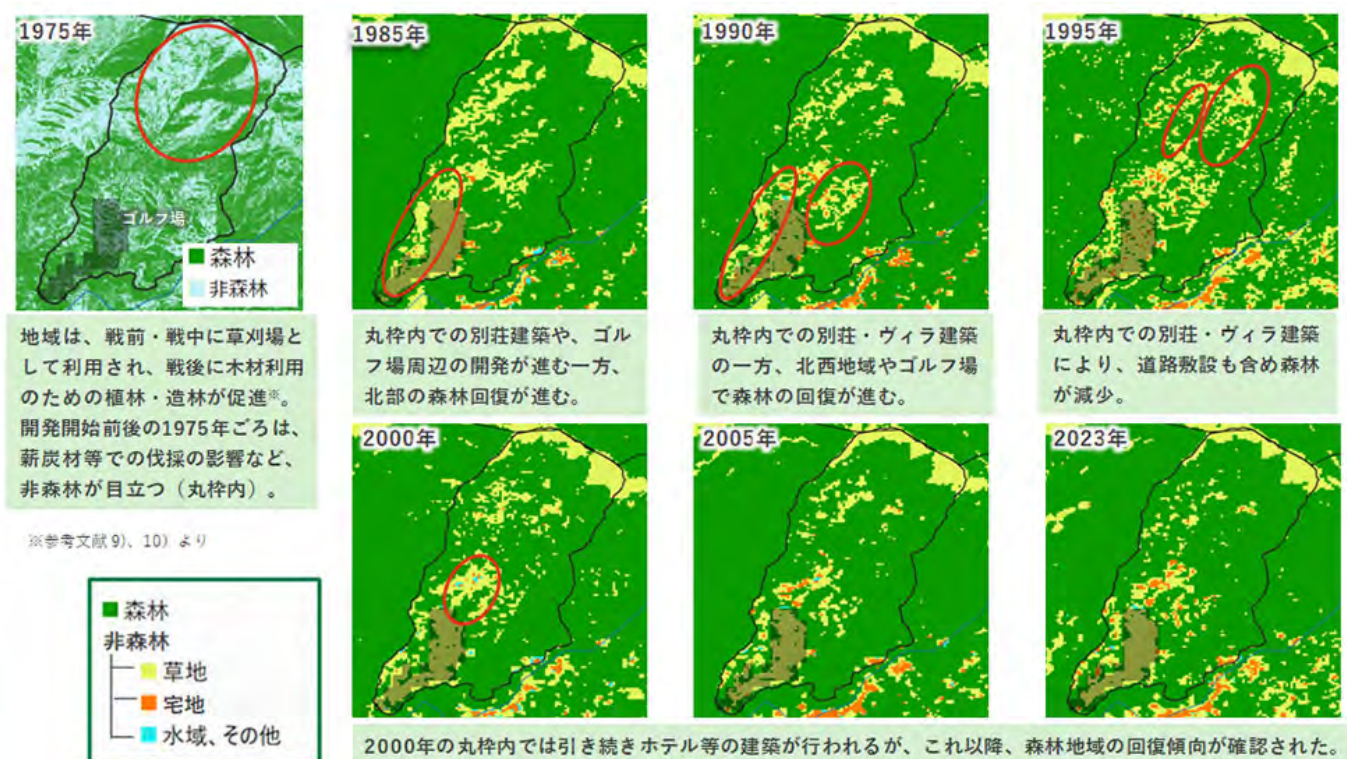 1975年
ゴルフ場
森林
非森林
地域は、戦前・戦中に草刈場と
して利用され、戦後に木材利用
のための植林・造林が促進※。
開発開始前後の1975年ごろは、
薪炭材等での伐採の影響など、
非森林が目立つ（丸枠内）。
※参考文献 9)、10) より
1985年
丸枠内での別荘建築や、ゴル
フ場周辺の開発が進む一方、
北部の森林回復が進む。
1990年
丸枠内での別荘・ヴィラ建築
の一方、北西地域やゴルフ場
で森林の回復が進む。
1995年
丸枠内での別荘・ヴィラ建築
により、道路敷設も含め森林
が減少。
森林
非森林
草地
宅地
水域、その他
2000年
2005年
2023年
2000年の丸枠内では引き続きホテル等の建築が行われるが、これ以降、森林地域の回復傾向が確認された。